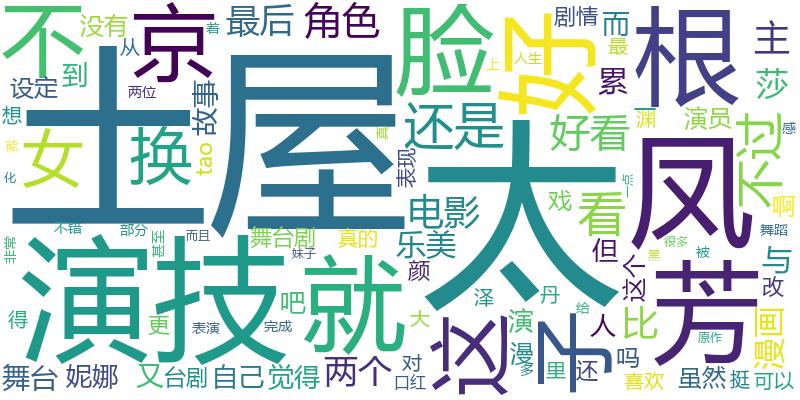 不
没有
京
最后
角色
脸
好
剧情
而
根
主
着
从
到
设定
两位
故事
土屋
还是
上
人生
最
累
莎
想
女
换
tao
真
表现
太
好看
渊
演员
不过
一
感
能
化
电影
看
戏
凤
啊
不错
部分
而且
舞台剧
真的
乐美
一点
但
舞蹈
非常
甚至
妹子
颜
这个
很多
被
与
黑
改
演技
就
吧
大
这
泽
丹
子
给
人
比
芳
得
更
表演
完成
演
漫
多
里
还
吗
原作
漫画
舞台
妮娜
又
台剧
自己
觉得
两个
对
口红
喜欢
虽然
挺
可以